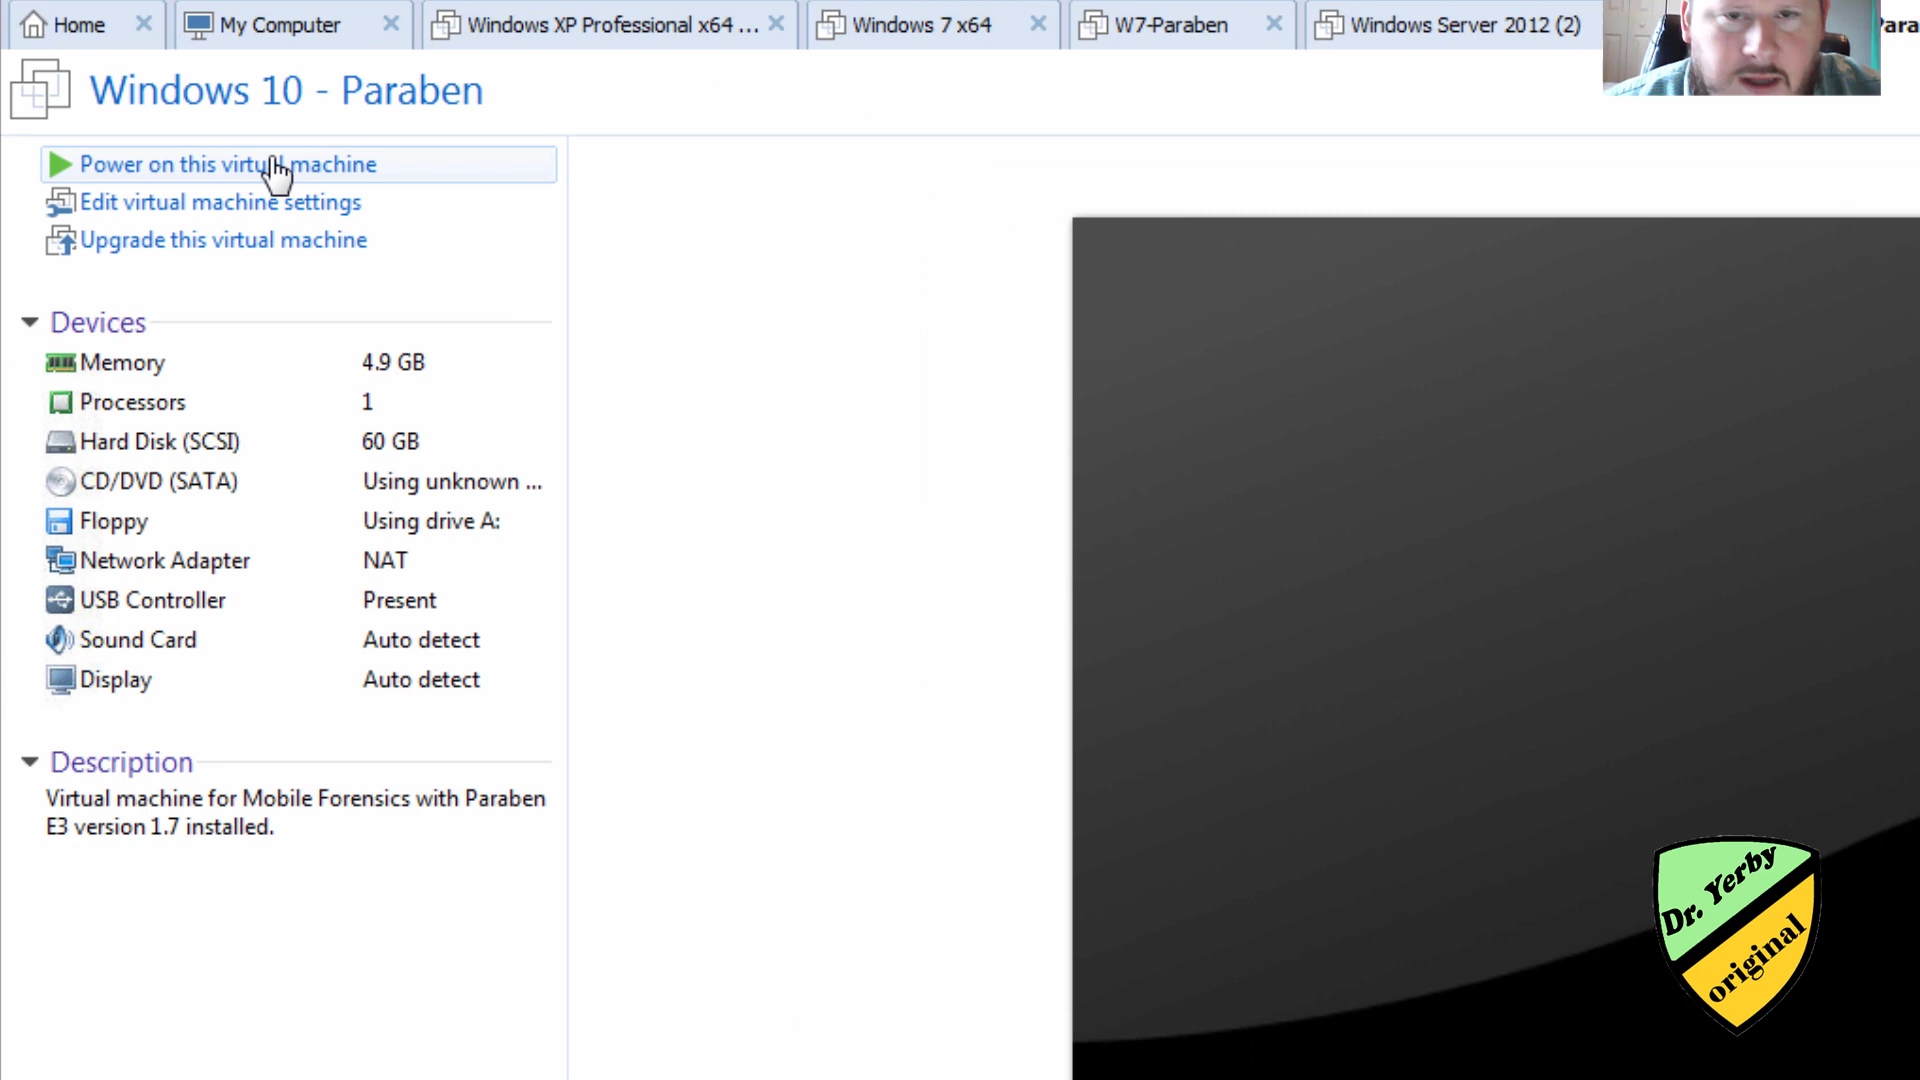 Home
My Computer
Windows XP Professional x64 ...
Windows 7 x64
W7-Paraben
Windows Server 2012 (2)
Para
Windows 10 - Paraben
Power on this virtual machine
Edit virtual machine settings
Upgrade this virtual machine
Devices
Memory 4.9 GB
Processors 1
Hard Disk (SCSI) 60 GB
CD/DVD (SATA) Using unknown ...
Floppy Using drive A:
Network Adapter NAT
USB Controller Present
Sound Card Auto detect
Display Auto detect
Description
Virtual machine for Mobile Forensics with Paraben
E3 version 1.7 installed.
Dr. Yerby
original